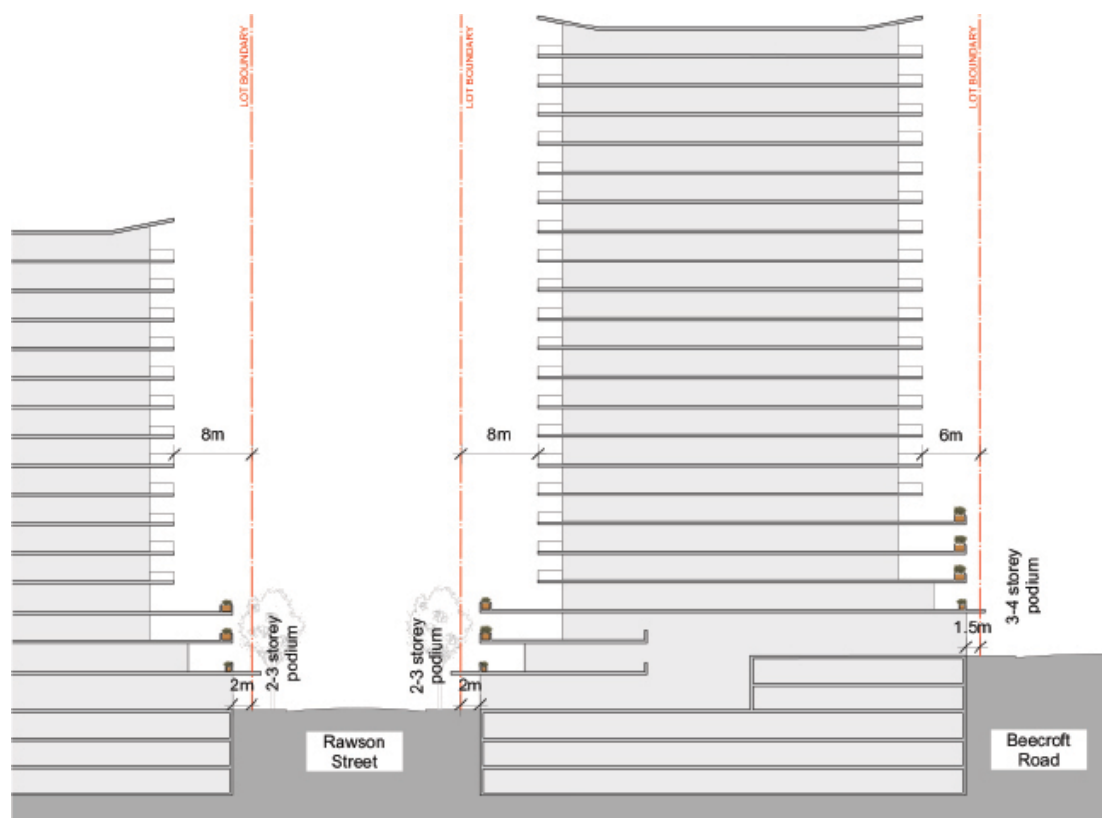 LOT BOUNDARY
LOT BOUNDARY
LOT BOUNDARY
8m
8m
6m
2-3 storey
podium
2m
2-3 storey
podium
2m
3-4 storey
podium
1.5m
Rawson
Street
Beecroft
Road